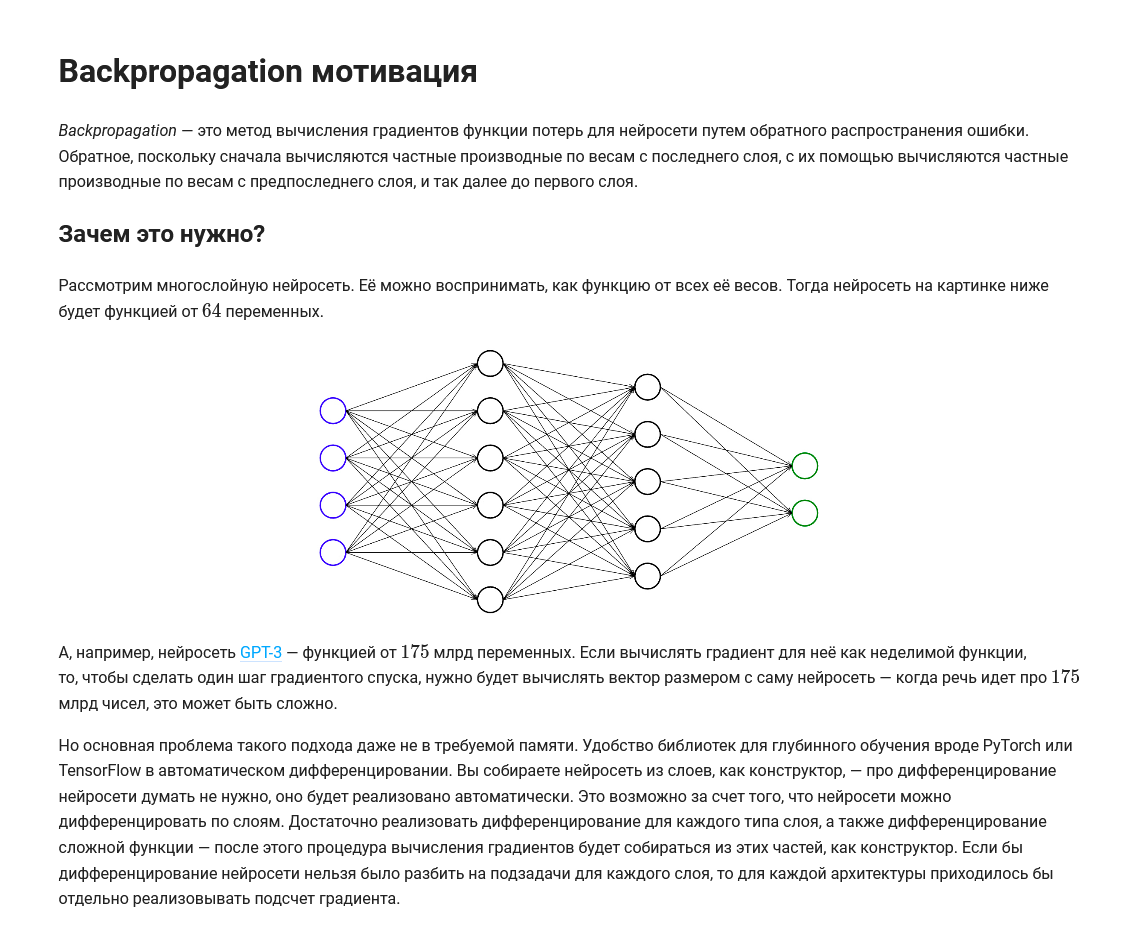 Backpropagation мотивация
Backpropagation — это метод вычисления градиентов функции потерь для нейросети путем обратного распространения ошибки.
Обратное, поскольку сначала вычисляются частные производные по весам с последнего слоя, с их помощью вычисляются частные
производные по весам с предпоследнего слоя, и так далее до первого слоя.
Зачем это нужно?
Рассмотрим многослойную нейросеть. Её можно воспринимать, как функцию от всех её весов. Тогда нейросеть на картинке ниже
будет функцией от 64 переменных.
А, например, нейросеть GPT-3 — функцией от 175 млрд переменных. Если вычислять градиент для неё как неделимой функции,
то, чтобы сделать один шаг градиентого спуска, нужно будет вычислять вектор размером с саму нейросеть — когда речь идет про 175
млрд чисел, это может быть сложно.
Но основная проблема такого подхода даже не в требуемой памяти. Удобство библиотек для глубинного обучения вроде PyTorch или
TensorFlow в автоматическом дифференцировании. Вы собираете нейросеть из слоев, как конструктор, — про дифференцирование
нейросети думать не нужно, оно будет реализовано автоматически. Это возможно за счет того, что нейросети можно
дифференцировать по слоям. Достаточно реализовать дифференцирование для каждого типа слоя, а также дифференцирование
сложной функции — после этого процедура вычисления градиентов будет собираться из этих частей, как конструктор. Если бы
дифференцирование нейросети нельзя было разбить на подзадачи для каждого слоя, то для каждой архитектуры приходилось бы
отдельно реализовывать подсчет градиента.